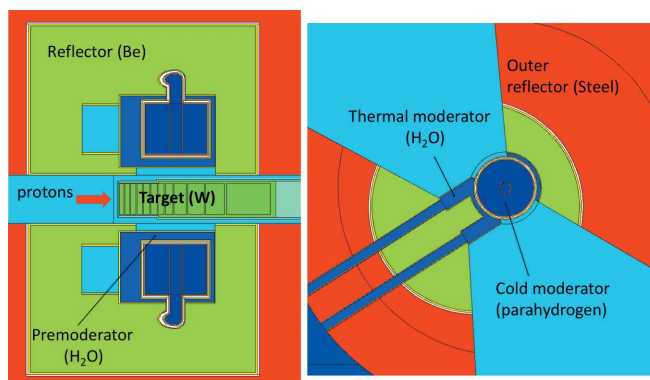 Reflector (Be)
protons
Target (W)
Premoderator
(H₂O)
Outer
reflector (Steel)
Thermal moderator
(H₂O)
Cold moderator
(parahydrogen)